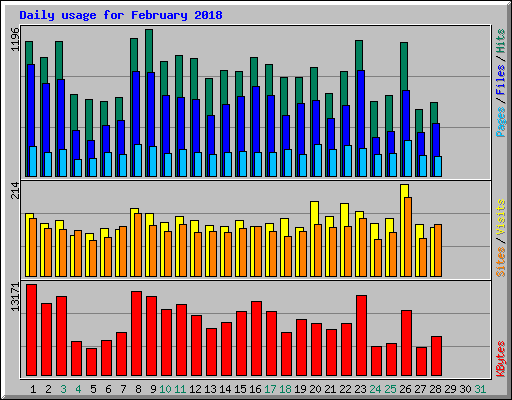 Daily usage for February 2018
1196
Pages / Files / Hits
214
Sites / Visits
13171
KBytes
1 2 3 4 5 6 7 8 9 10 11 12 13 14 15 16 17 18 19 20 21 22 23 24 25 26 27 28 29 30 31